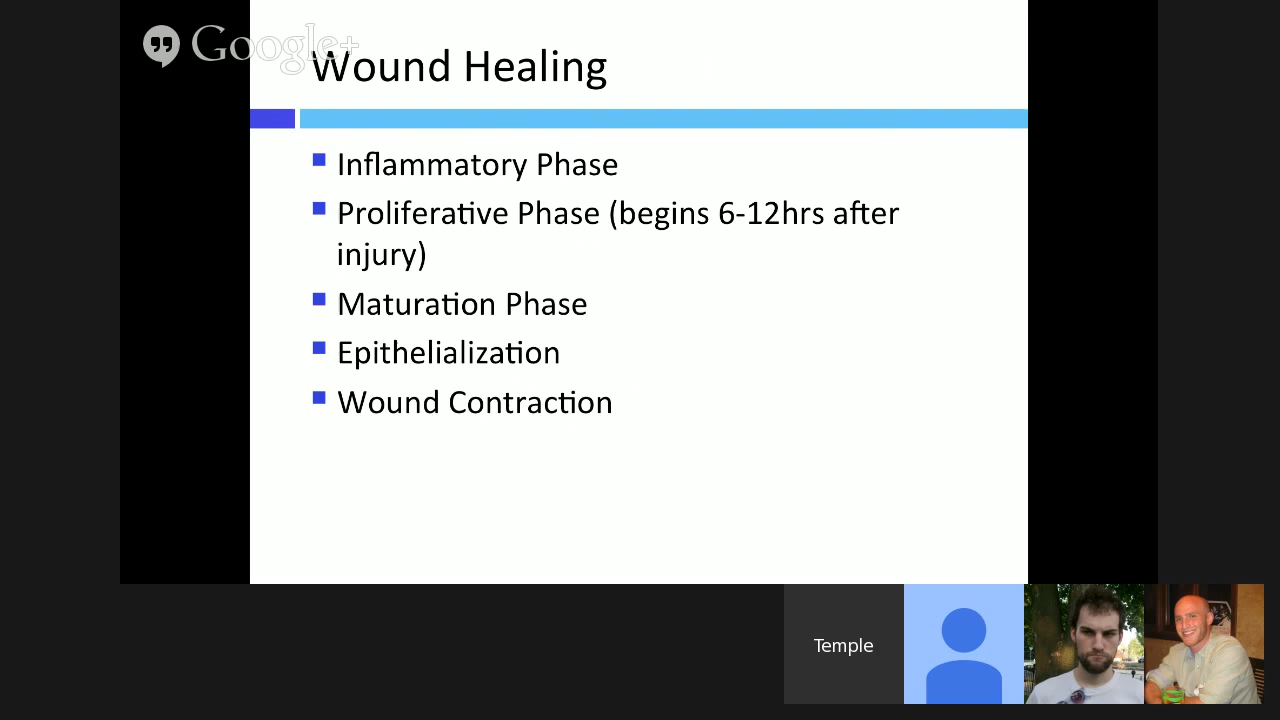 Google+
Wound Healing
Inflammatory Phase
Proliferative Phase (begins 6-12hrs after
injury)
Maturation Phase
Epithelialization
Wound Contraction
Temple